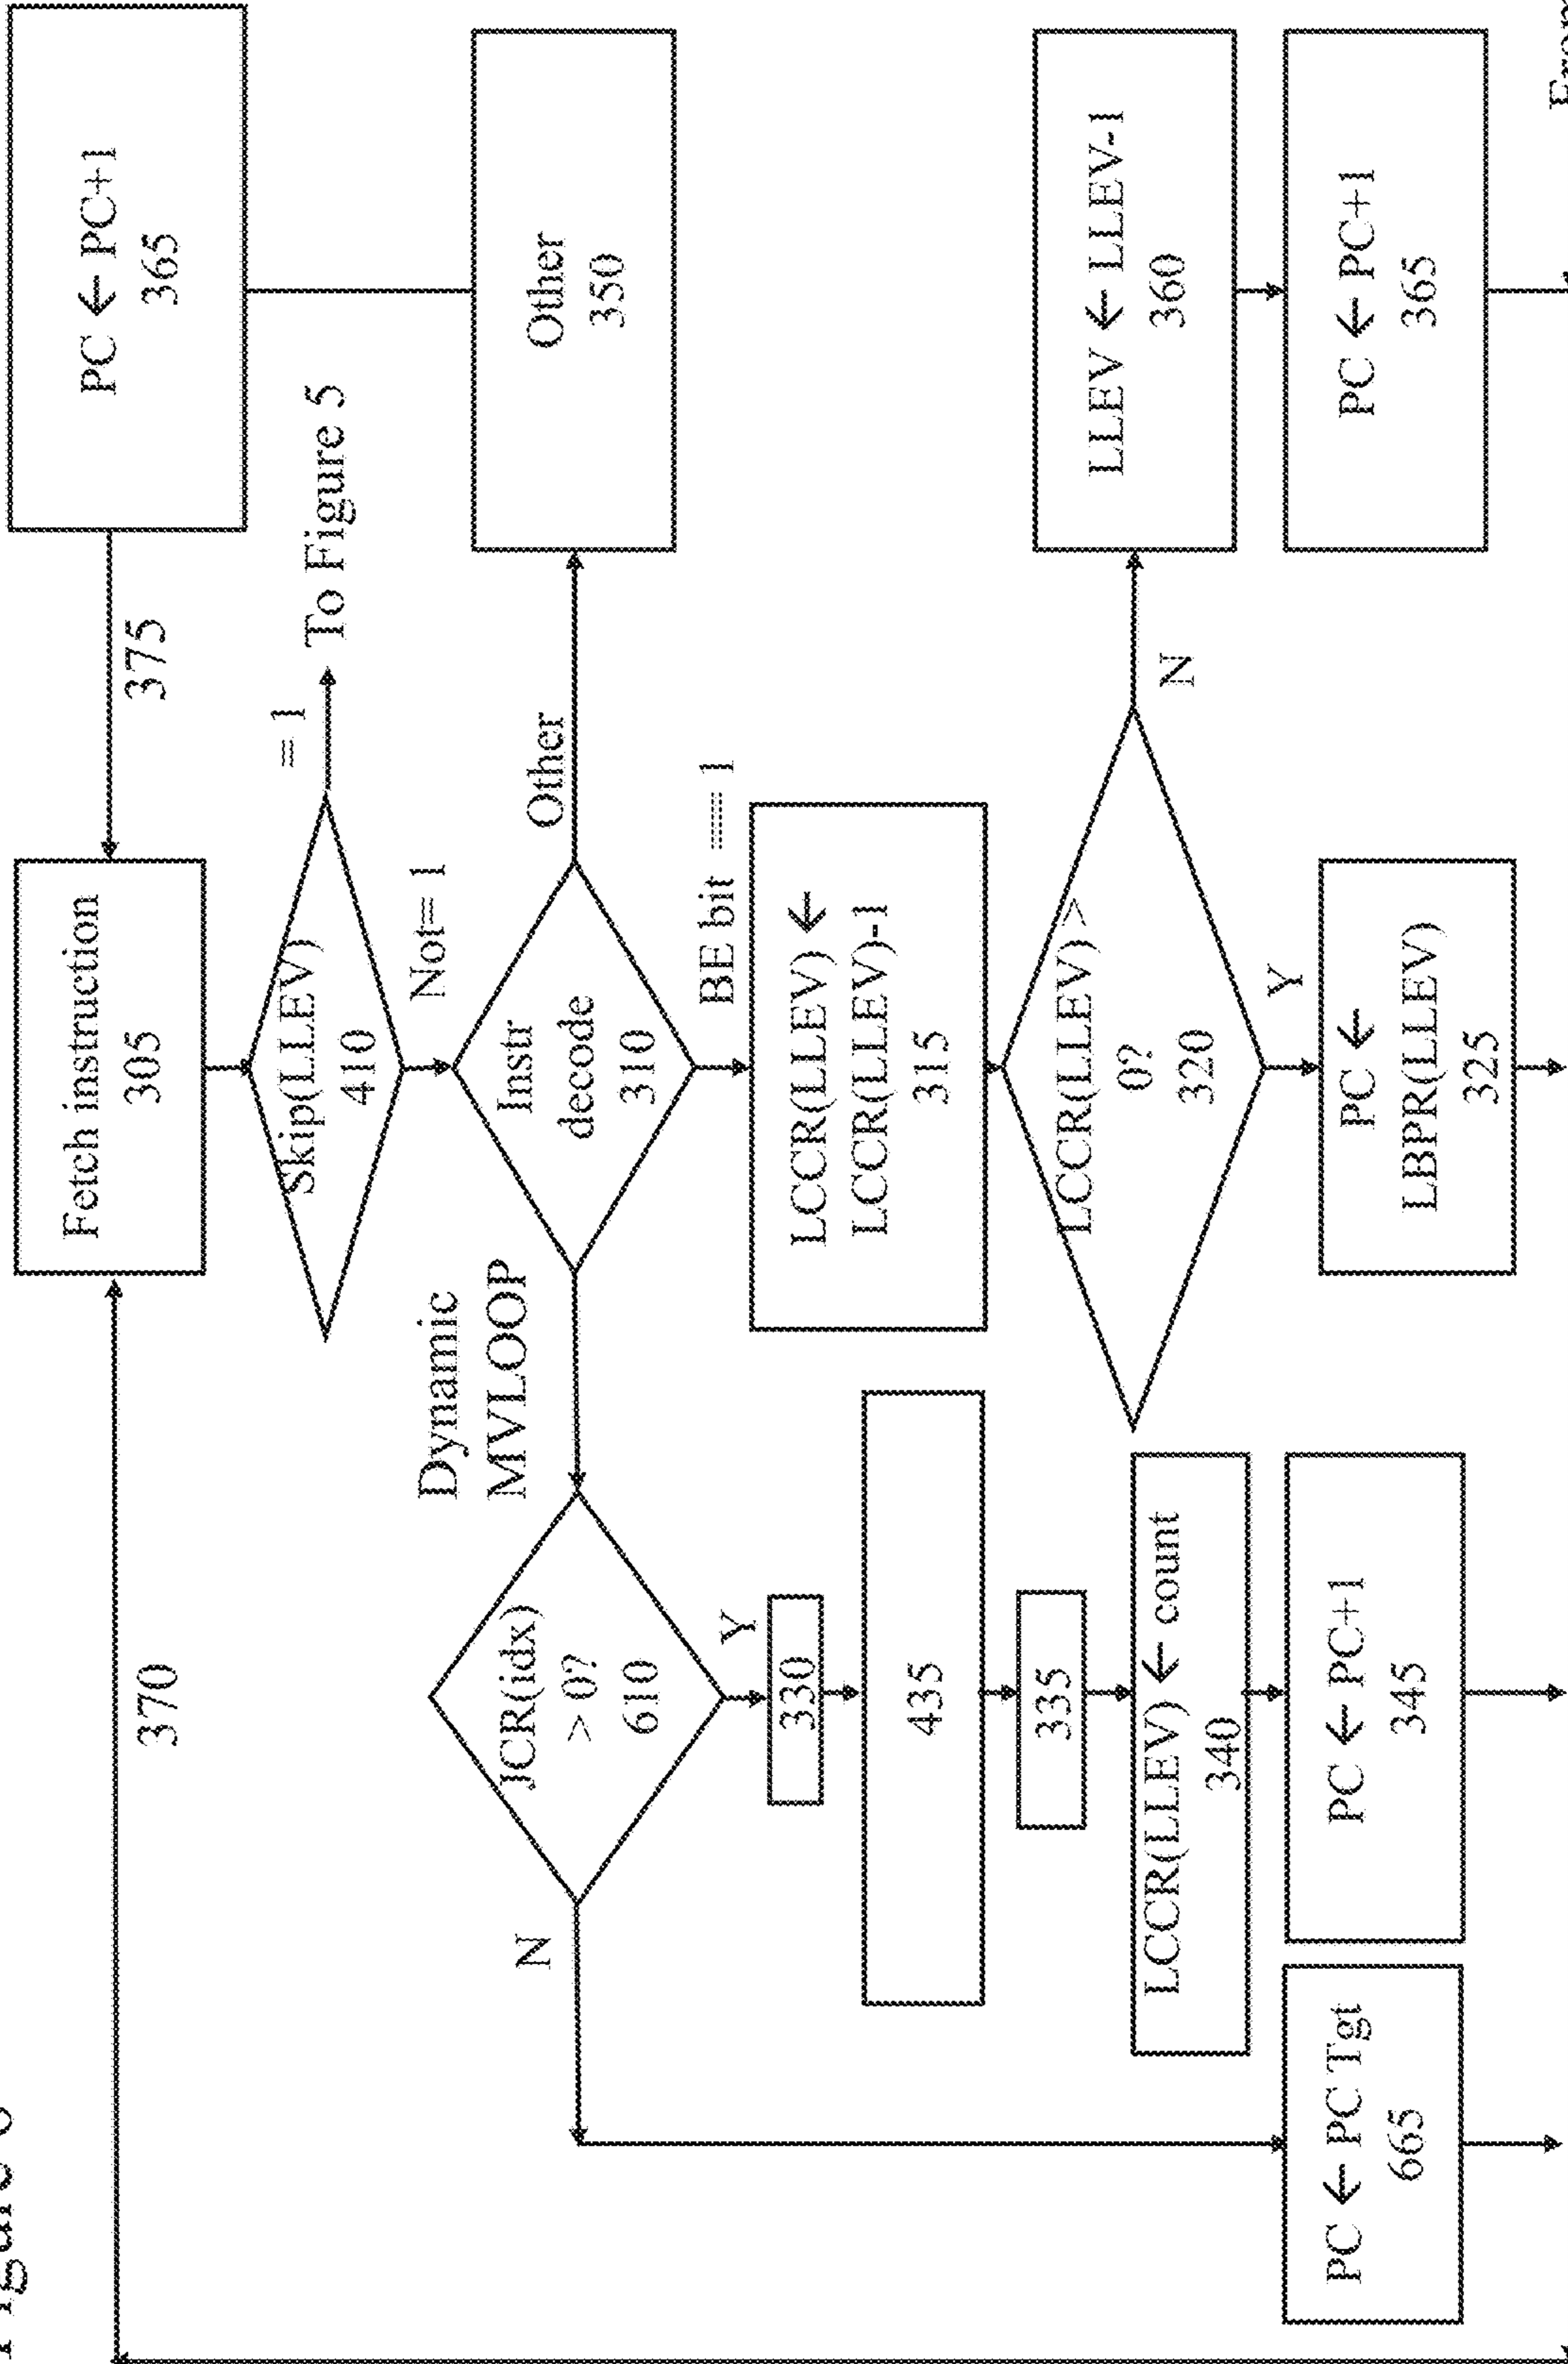 Fetch instruction
305
370
375
PC ← PC+1
365
Skip(LLEV)
410
= 1
To Figure 5
Not= 1
Instr
decode
310
Other
Other
350
Dynamic
MVLOOP
JCR(idx)
> 0?
610
N
Y
BE bit == 1
LCCR(LLEV) ←
LCCR(LLEV)-1
315
330
435
335
LCCR(LLEV) >
0?
320
N
Y
LLEV ← LLEV-1
360
LCCR(LLEV) ← count
340
PC ← PC Tgt
665
PC ← PC+1
345
PC ←
LBPR(LLEV)
325
PC ← PC+1
365